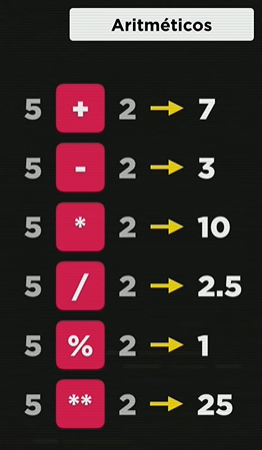 Aritméticos
5 + 2 → 7
5 - 2 → 3
5 * 2 → 10
5 / 2 → 2.5
5 % 2 → 1
5 ** 2 → 25